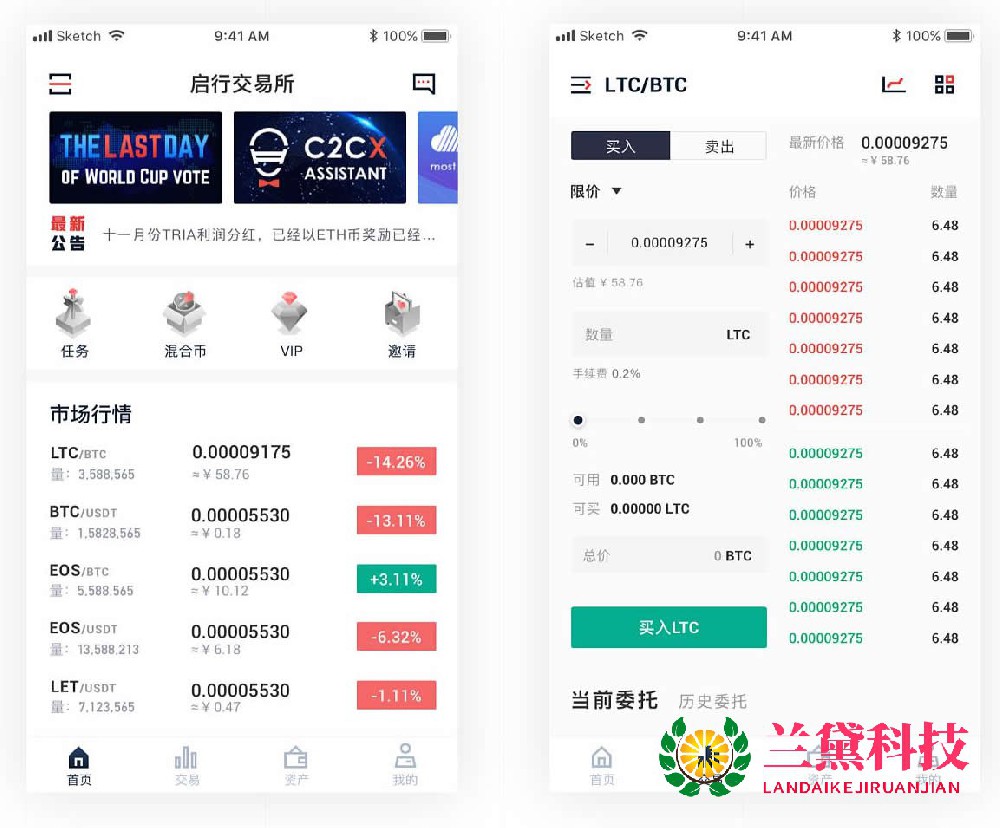 Sketch 9:41 AM 100%
启行交易所
THE LAST DAY
OF WORLD CUP VOTE
C2CX
ASSISTANT
most
最新
公告
十一月份TRIA利润分红，已经以ETH币奖励已经...
任务 混合币 VIP 邀请
市场行情
LTC/BTC 0.00009175 -14.26%
量：3,588,565 ≈¥58.76
BTC/USDT 0.00005530 -13.11%
量：1,5828,565 ≈¥0.18
EOS/BTC 0.00005530 +3.11%
量：5,588,565 ≈¥10.12
EOS/USDT 0.00005530 -6.32%
量：13,588,213 ≈¥6.18
LET/USDT 0.00005530 -1.11%
量：7,123,565 ≈¥0.47
首页 交易 资产 我的
Sketch 9:41 AM 100%
LTC/BTC
买入 卖出
最新价格 0.00009275
≈¥58.76
限价
价格 数量
- 0.00009275 +
估值 ¥58.76
数量 LTC
手续费 0.2%
0% 100%
可用 0.000 BTC
可买 0.00000 LTC
总价 0 BTC
买入LTC
0.00009275 6.48
0.00009275 6.48
0.00009275 6.48
0.00009275 6.48
0.00009275 6.48
0.00009275 6.48
0.00009275 6.48
0.00009275 6.48
0.00009275 6.48
0.00009275 6.48
0.00009275 6.48
0.00009275 6.48
0.00009275 6.48
0.00009275 6.48
当前委托 历史委托
首页 资产 我的
兰黛科技
LANDAIKEJIRUANJIAN